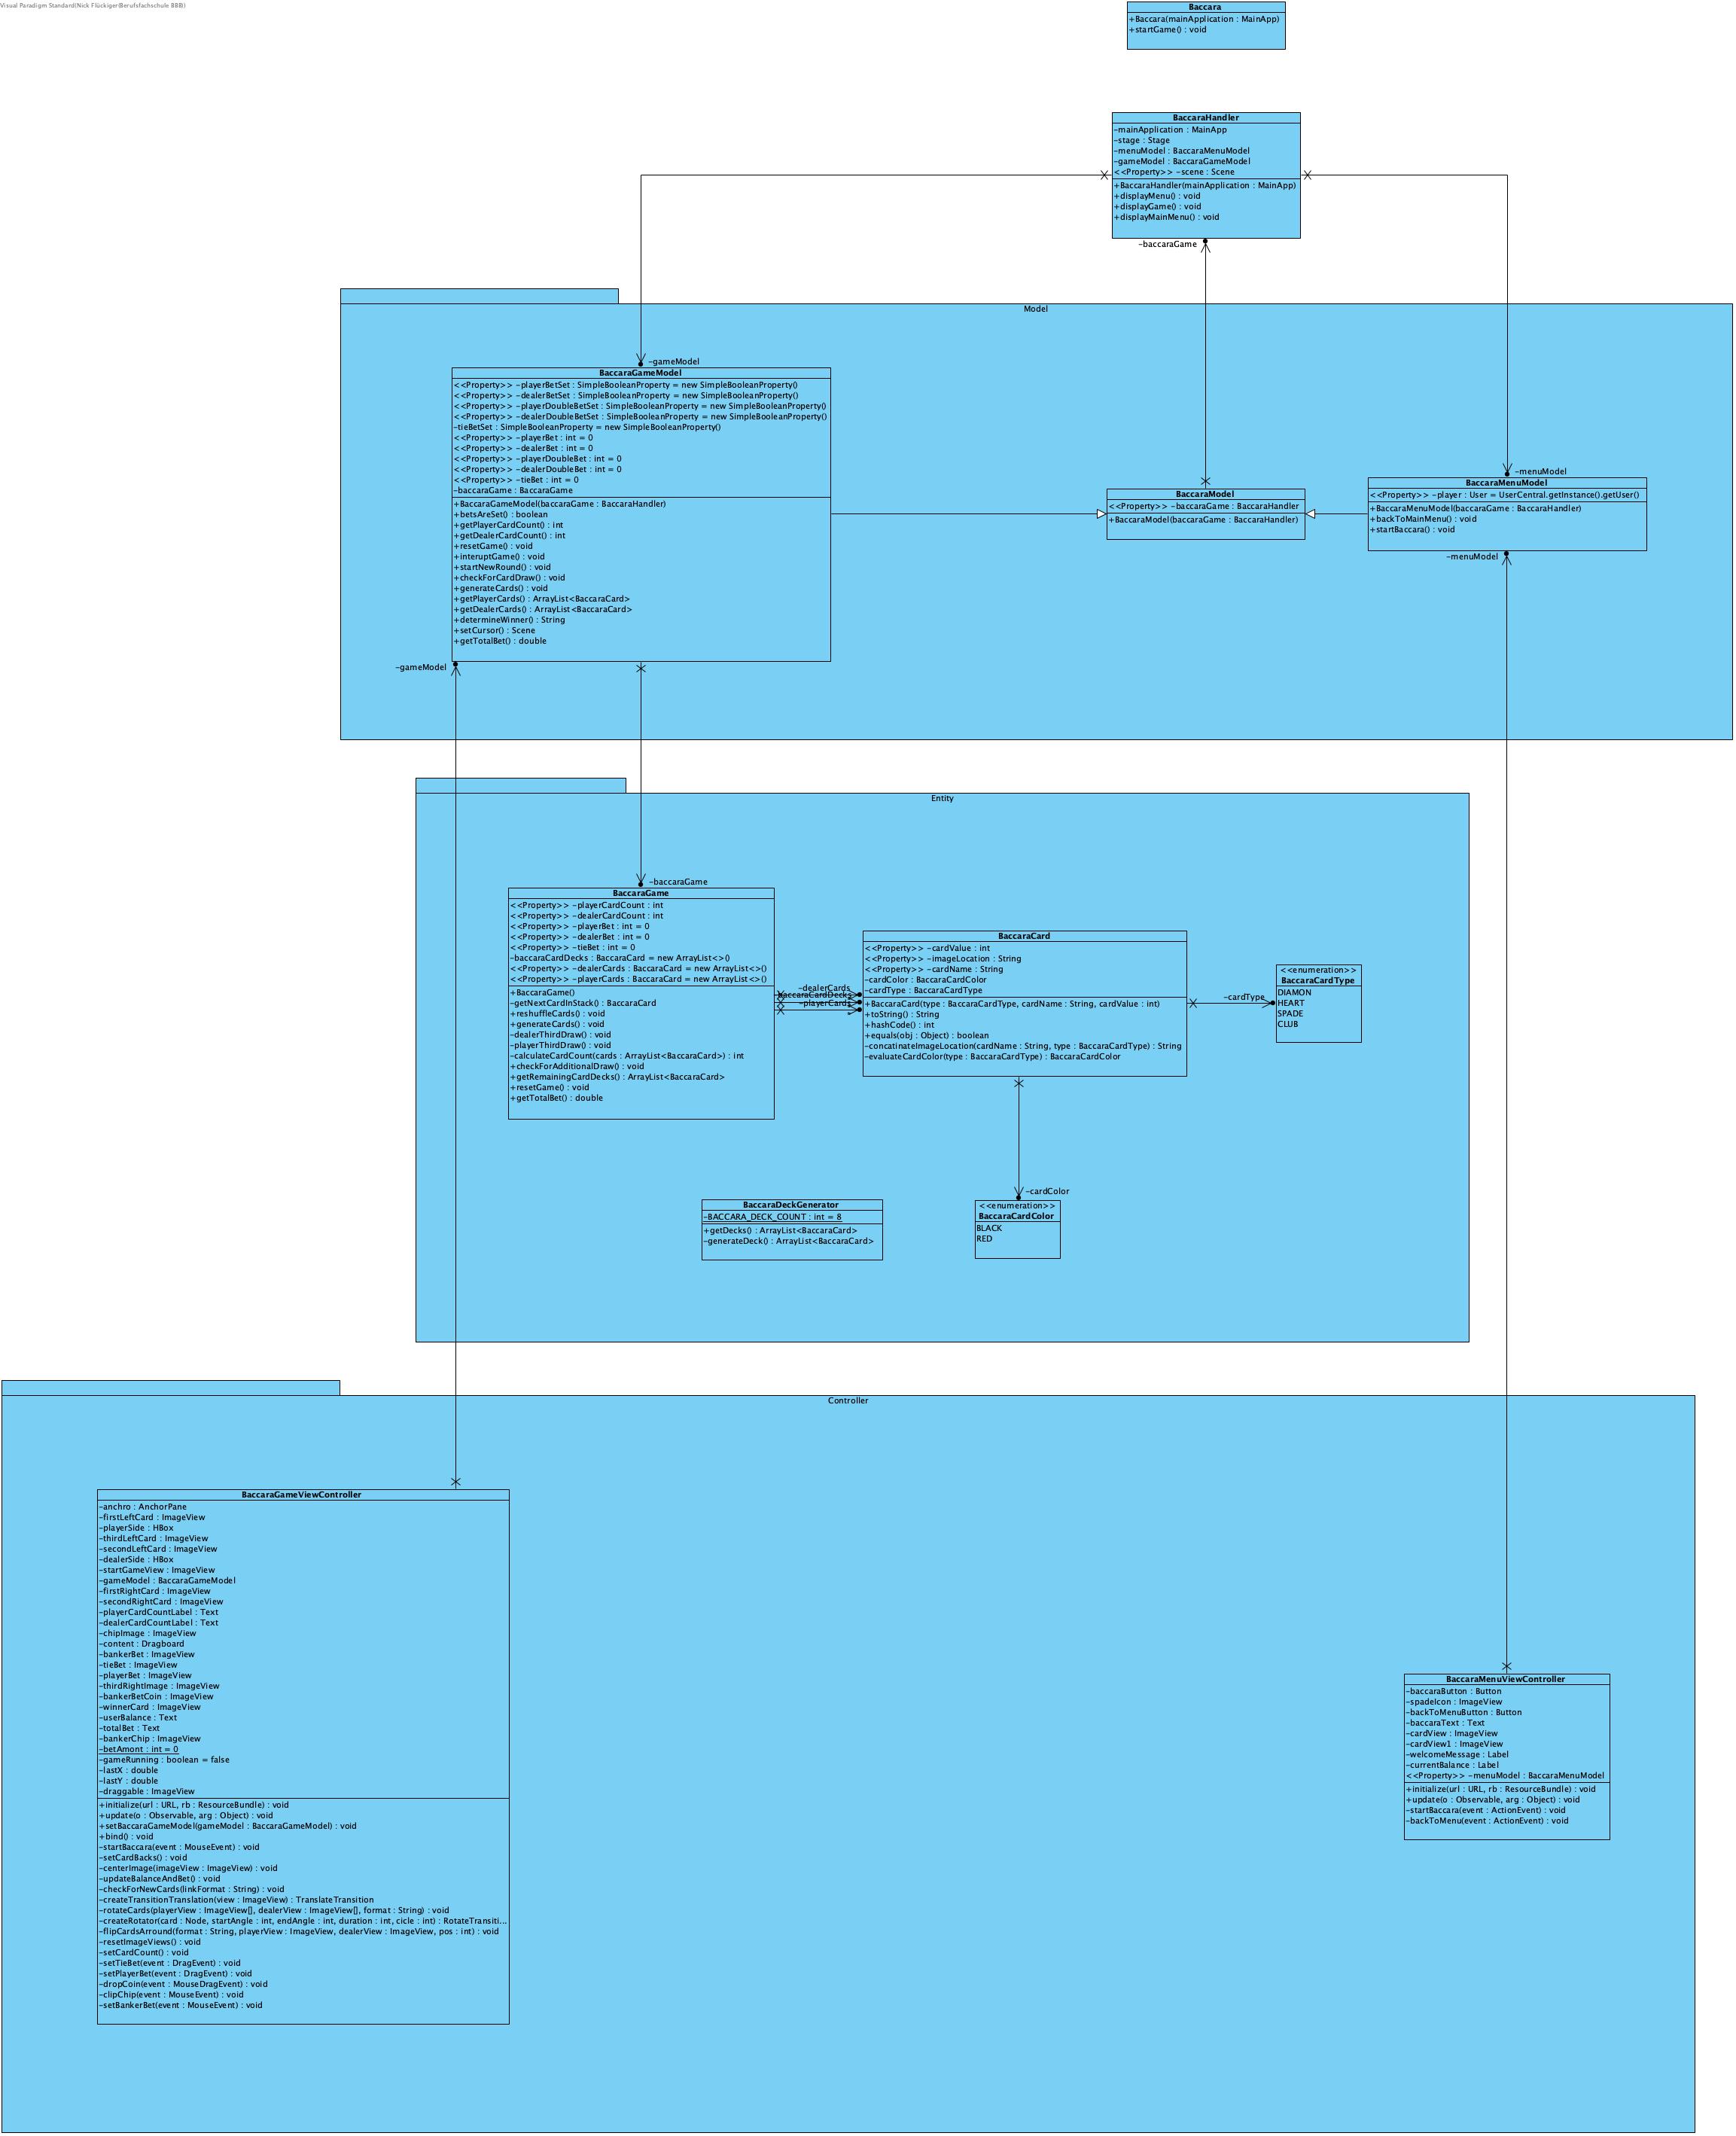 Visual Paradigm Standard(Nick Flückiger(Berufsfachschule BBB))
Baccara
+Baccara(mainApplication : MainApp)
+startGame() : void
BaccaraHandler
-mainApplication : MainApp
-stage : Stage
-menuModel : BaccaraMenuModel
-gameModel : BaccaraGameModel
<<Property>> -scene : Scene
+BaccaraHandler(mainApplication : MainApp)
+displayMenu() : void
+displayGame() : void
+displayMainMenu() : void
-baccaraGame
Model
-gameModel
BaccaraGameModel
<<Property>> -playerBetSet : SimpleBooleanProperty = new SimpleBooleanProperty()
<<Property>> -dealerBetSet : SimpleBooleanProperty = new SimpleBooleanProperty()
<<Property>> -playerDoubleBetSet : SimpleBooleanProperty = new SimpleBooleanProperty()
<<Property>> -dealerDoubleBetSet : SimpleBooleanProperty = new SimpleBooleanProperty()
-tieBetSet : SimpleBooleanProperty = new SimpleBooleanProperty()
<<Property>> -playerBet : int = 0
<<Property>> -dealerBet : int = 0
<<Property>> -playerDoubleBet : int = 0
<<Property>> -dealerDoubleBet : int = 0
<<Property>> -tieBet : int = 0
-baccaraGame : BaccaraGame
+BaccaraGameModel(baccaraGame : BaccaraHandler)
+betsAreSet() : boolean
+getPlayerCardCount() : int
+getDealerCardCount() : int
+resetGame() : void
+interuptGame() : void
+startNewRound() : void
+checkForCardDraw() : void
+generateCards() : void
+getPlayerCards() : ArrayList<BaccaraCard>
+getDealerCards() : ArrayList<BaccaraCard>
+determineWinner() : String
+setCursor() : Scene
+getTotalBet() : double
-gameModel
BaccaraModel
<<Property>> -baccaraGame : BaccaraHandler
+BaccaraModel(baccaraGame : BaccaraHandler)
-menuModel
BaccaraMenuModel
<<Property>> -player : User = UserCentral.getInstance().getUser()
+BaccaraMenuModel(baccaraGame : BaccaraHandler)
+backToMainMenu() : void
+startBaccara() : void
-menuModel
Entity
-baccaraGame
BaccaraGame
<<Property>> -playerCardCount : int
<<Property>> -dealerCardCount : int
<<Property>> -playerBet : int = 0
<<Property>> -dealerBet : int = 0
<<Property>> -tieBet : int = 0
-baccaraCardDecks : BaccaraCard = new ArrayList<>()
<<Property>> -dealerCards : BaccaraCard = new ArrayList<>()
<<Property>> -playerCards : BaccaraCard = new ArrayList<>()
+BaccaraGame()
-getNextCardInStack() : BaccaraCard
+reshuffleCards() : void
+generateCards() : void
-dealerThirdDraw() : void
-playerThirdDraw() : void
-calculateCardCount(cards : ArrayList<BaccaraCard>) : int
+checkForAdditionalDraw() : void
+getRemainingCardDecks() : ArrayList<BaccaraCard>
+resetGame() : void
+getTotalBet() : double
-dealerCards
-baccaraCardDecks
-playerCards
BaccaraCard
<<Property>> -cardValue : int
<<Property>> -imageLocation : String
<<Property>> -cardName : String
-cardColor : BaccaraCardColor
-cardType : BaccaraCardType
+BaccaraCard(type : BaccaraCardType, cardName : String, cardValue : int)
+toString() : String
+hashCode() : int
+equals(obj : Object) : boolean
-concatinateImageLocation(cardName : String, type : BaccaraCardType) : String
-evaluateCardColor(type : BaccaraCardType) : BaccaraCardColor
-cardType
<<enumeration>>
BaccaraCardType
DIAMON
HEART
SPADE
CLUB
-cardColor
<<enumeration>>
BaccaraCardColor
BLACK
RED
BaccaraDeckGenerator
-BACCARA_DECK_COUNT : int = 8
+getDecks() : ArrayList<BaccaraCard>
-generateDeck() : ArrayList<BaccaraCard>
Controller
BaccaraGameViewController
-anchro : AnchorPane
-firstLeftCard : ImageView
-playerSide : HBox
-thirdLeftCard : ImageView
-secondLeftCard : ImageView
-dealerSide : HBox
-startGameView : ImageView
-gameModel : BaccaraGameModel
-firstRightCard : ImageView
-secondRightCard : ImageView
-playerCardCountLabel : Text
-dealerCardCountLabel : Text
-chipImage : ImageView
-content : Dragboard
-bankerBet : ImageView
-tieBet : ImageView
-playerBet : ImageView
-thirdRightImage : ImageView
-bankerBetCoin : ImageView
-winnerCard : ImageView
-userBalance : Text
-totalBet : Text
-bankerChip : ImageView
-betAmont : int = 0
-gameRunning : boolean = false
-lastX : double
-lastY : double
-draggable : ImageView
+initialize(url : URL, rb : ResourceBundle) : void
+update(o : Observable, arg : Object) : void
+setBaccaraGameModel(gameModel : BaccaraGameModel) : void
+bind() : void
-startBaccara(event : MouseEvent) : void
-setCardBacks() : void
-centerImage(imageView : ImageView) : void
-updateBalanceAndBet() : void
-checkForNewCards(linkFormat : String) : void
-createTransitionTranslation(view : ImageView) : TranslateTransition
-rotateCards(playerView : ImageView[], dealerView : ImageView[], format : String) : void
-createRotator(card : Node, startAngle : int, endAngle : int, duration : int, cicle : int) : RotateTransiti...
-flipCardsArround(format : String, playerView : ImageView, dealerView : ImageView, pos : int) : void
-resetImageViews() : void
-setCardCount() : void
-setTieBet(event : DragEvent) : void
-setPlayerBet(event : DragEvent) : void
-dropCoin(event : MouseDragEvent) : void
-clipChip(event : MouseEvent) : void
-setBankerBet(event : MouseEvent) : void
BaccaraMenuViewController
-baccaraButton : Button
-spadeIcon : ImageView
-backToMenuButton : Button
-baccaraText : Text
-cardView : ImageView
-cardView1 : ImageView
-welcomeMessage : Label
-currentBalance : Label
<<Property>> -menuModel : BaccaraMenuModel
+initialize(url : URL, rb : ResourceBundle) : void
+update(o : Observable, arg : Object) : void
-startBaccara(event : ActionEvent) : void
-backToMenu(event : ActionEvent) : void